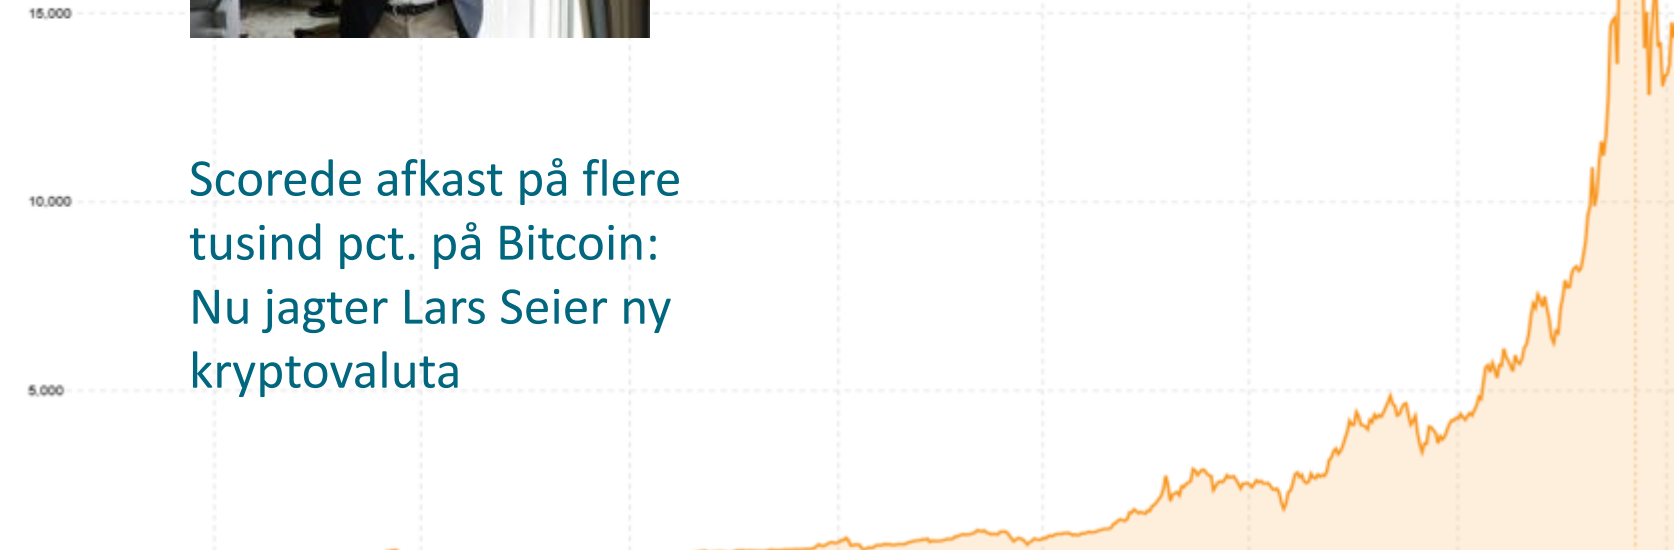 15,000
Scorede afkast på flere
10,000
tusind pct. på Bitcoin:
Nu jagter Lars Seier ny
kryptovaluta
5,000